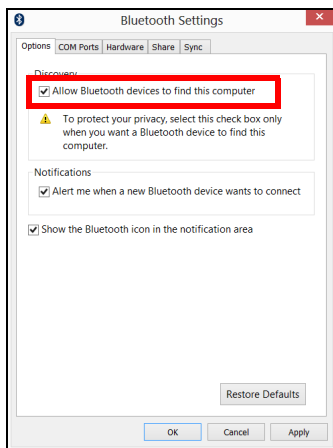 Bluetooth Settings
Options COM Ports Hardware Share Sync
Discovery
Allow Bluetooth devices to find this computer
To protect your privacy, select this check box only
when you want a Bluetooth device to find this
computer.
Notifications
Alert me when a new Bluetooth device wants to connect
Show the Bluetooth icon in the notification area
Restore Defaults
OK Cancel Apply